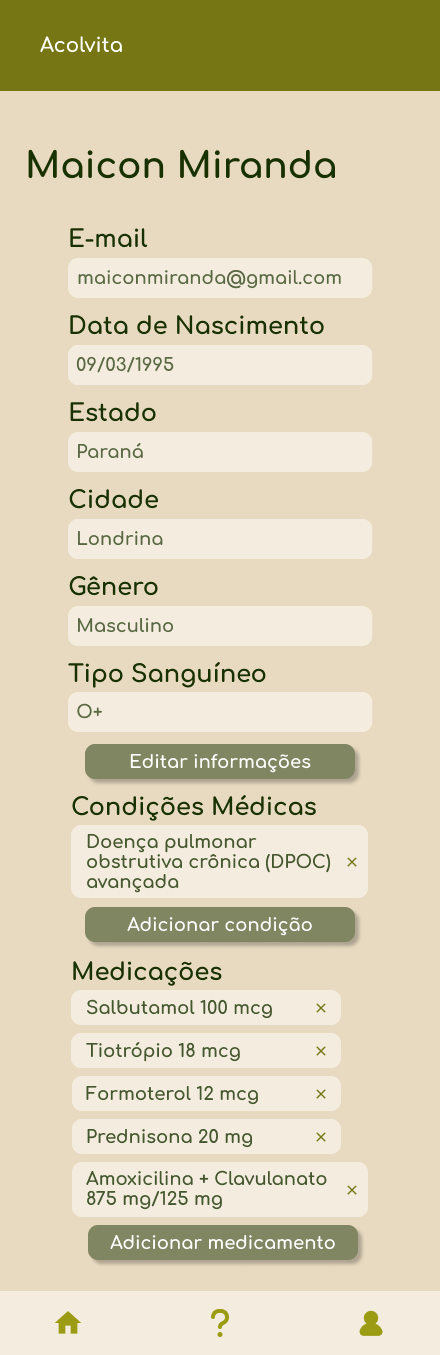 Acolvita
Maicon Miranda
E-mail
maiconmiranda@gmail.com
Data de Nascimento
09/03/1995
Estado
Paraná
Cidade
Londrina
Gênero
Masculino
Tipo Sanguíneo
O+
Editar informações
Condições Médicas
Doença pulmonar
obstrutiva crônica (DPOC) ×
avançada
Adicionar condição
Medicações
Salbutamol 100 mcg ×
Tiotrópio 18 mcg ×
Formoterol 12 mcg ×
Prednisona 20 mg ×
Amoxicilina + Clavulanato
875 mg/125 mg ×
Adicionar medicamento
?